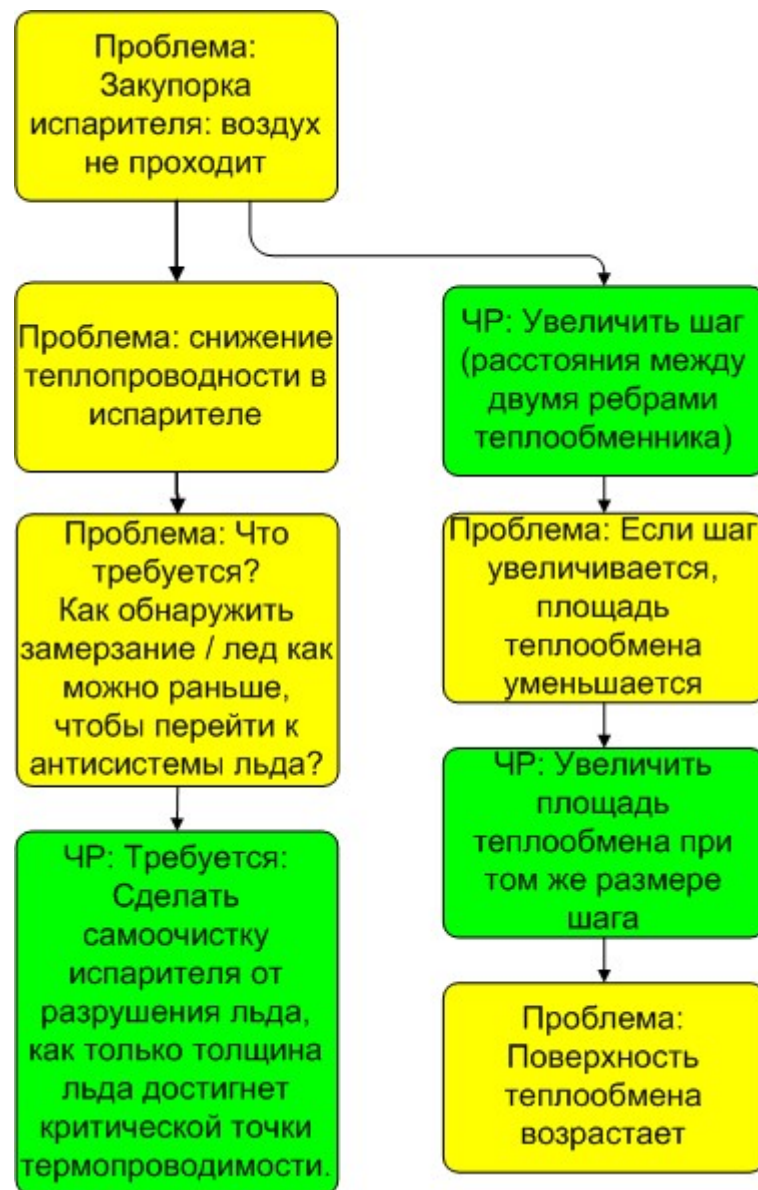 Проблема:
Закупорка
испарителя: воздух
не проходит
Проблема: снижение
теплопроводности в
испарителе
Проблема: Что
требуется?
Как обнаружить
замерзание / лед как
можно раньше,
чтобы перейти к
антисистемы льда?
ЧР: Требуется:
Сделать
самоочистку
испарителя от
разрушения льда,
как только толщина
льда достигнет
критической точки
термопроводимости.
ЧР: Увеличить шаг
(расстояния между
двумя ребрами
теплообменника)
Проблема: Если шаг
увеличивается,
площадь
теплообмена
уменьшается
ЧР: Увеличить
площадь
теплообмена при
том же размере
шага
Проблема:
Поверхность
теплообмена
возрастает